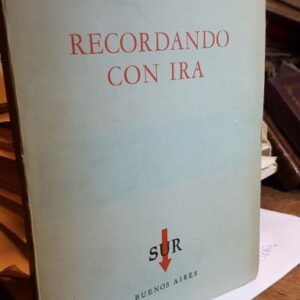 RECORDANDO
CON IRA
SUR
BUENOS AIRES